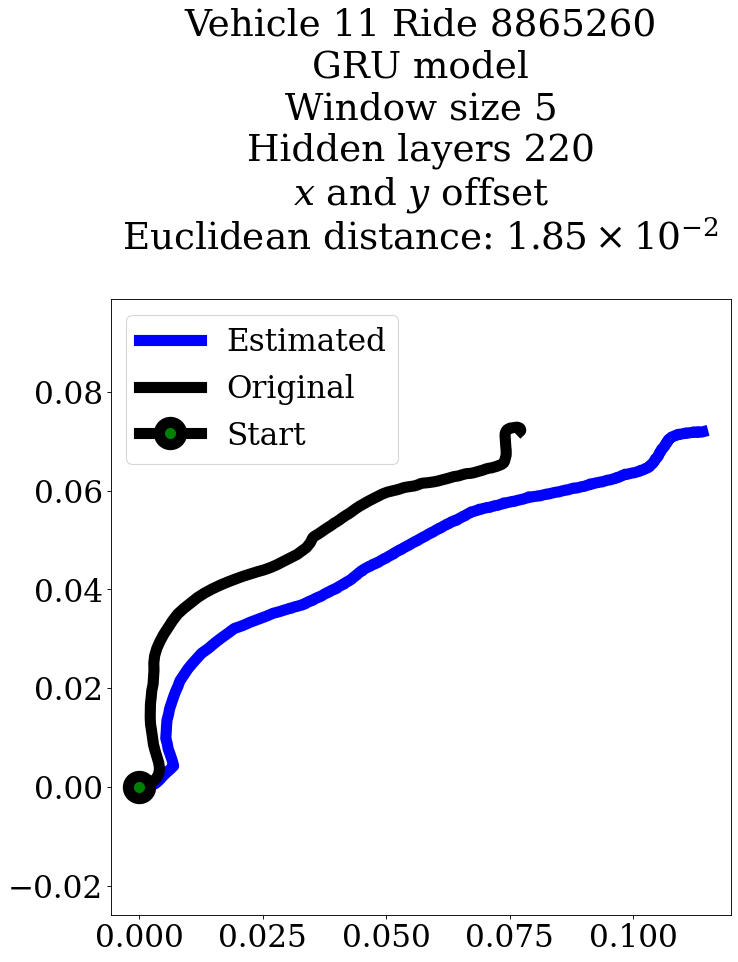 Vehicle 11 Ride 8865260
GRU model
Window size 5
Hidden layers 220
x and y offset
Euclidean distance: 1.85 × 10⁻²
Estimated
Original
Start
0.08
0.06
0.04
0.02
0.00
−0.02
0.000 0.025 0.050 0.075 0.100